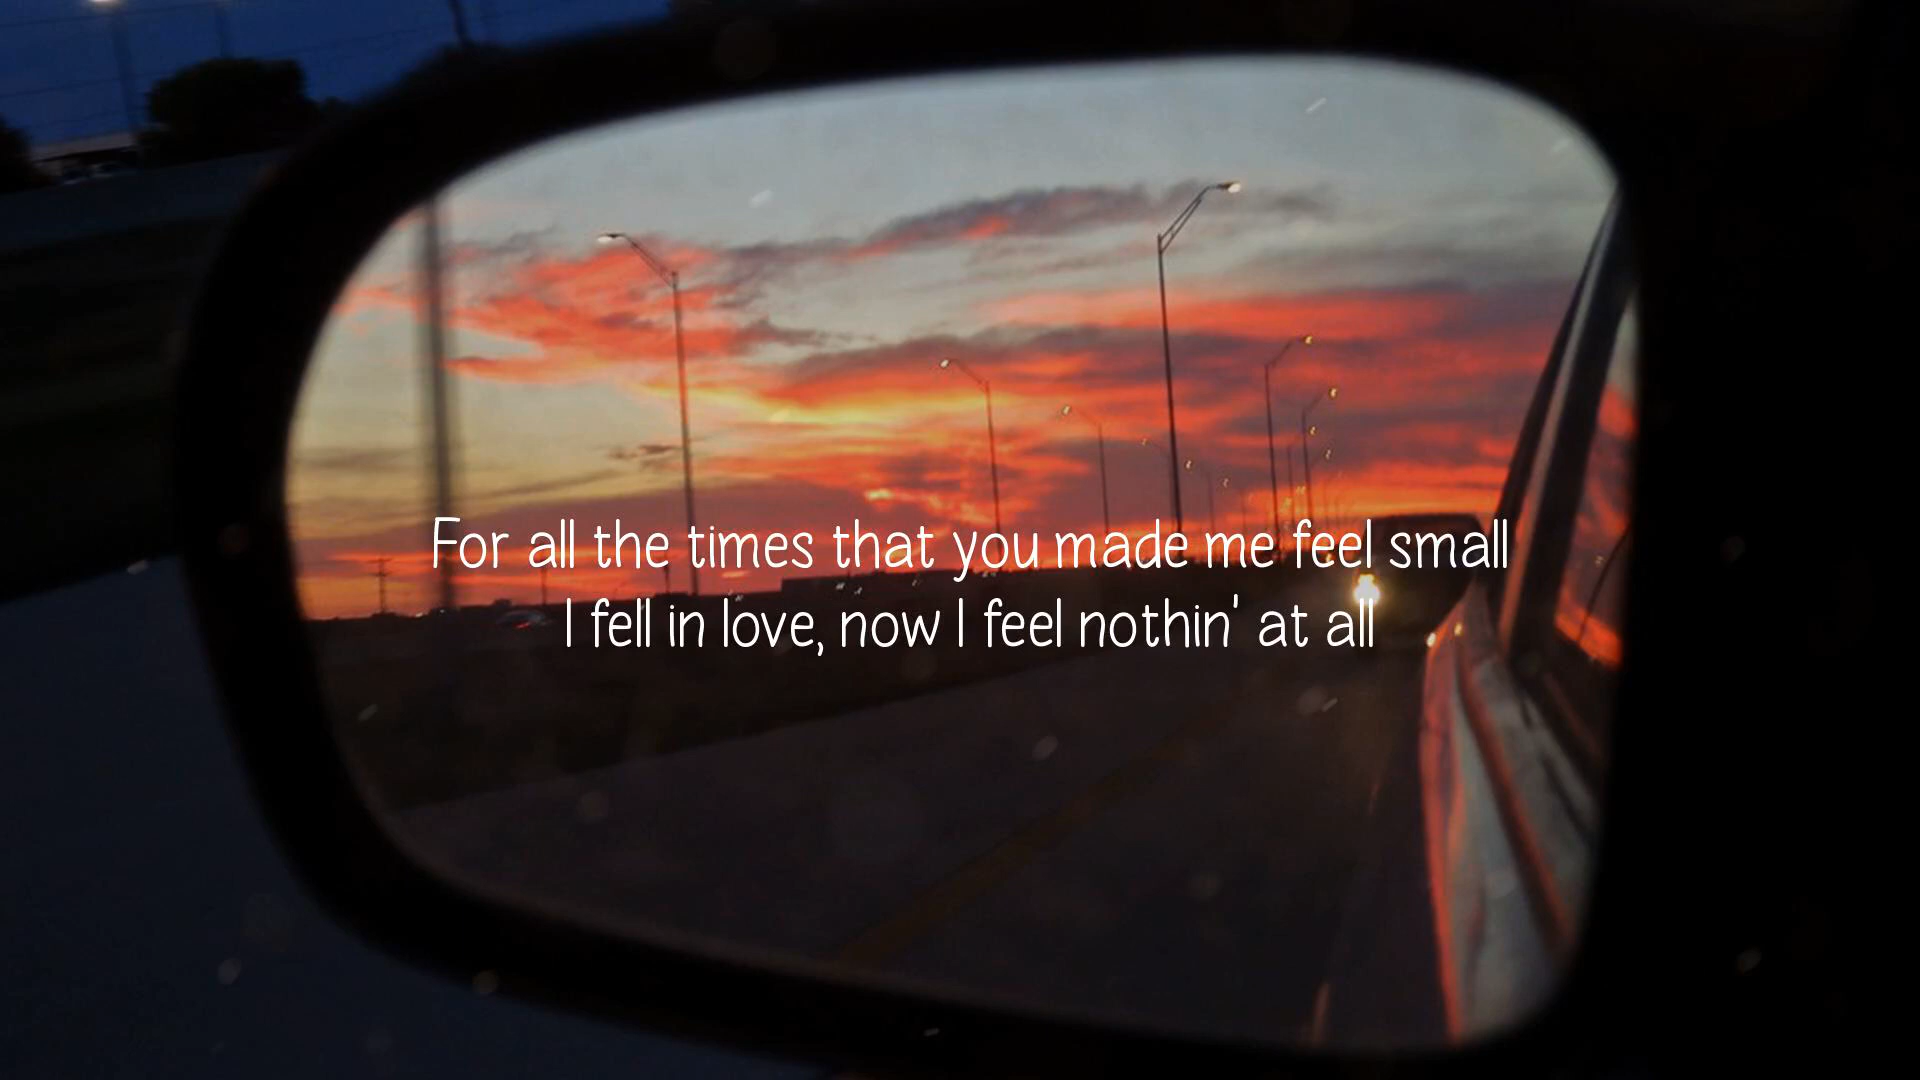 For all the times that you made me feel small
I fell in love, now I feel nothin' at all